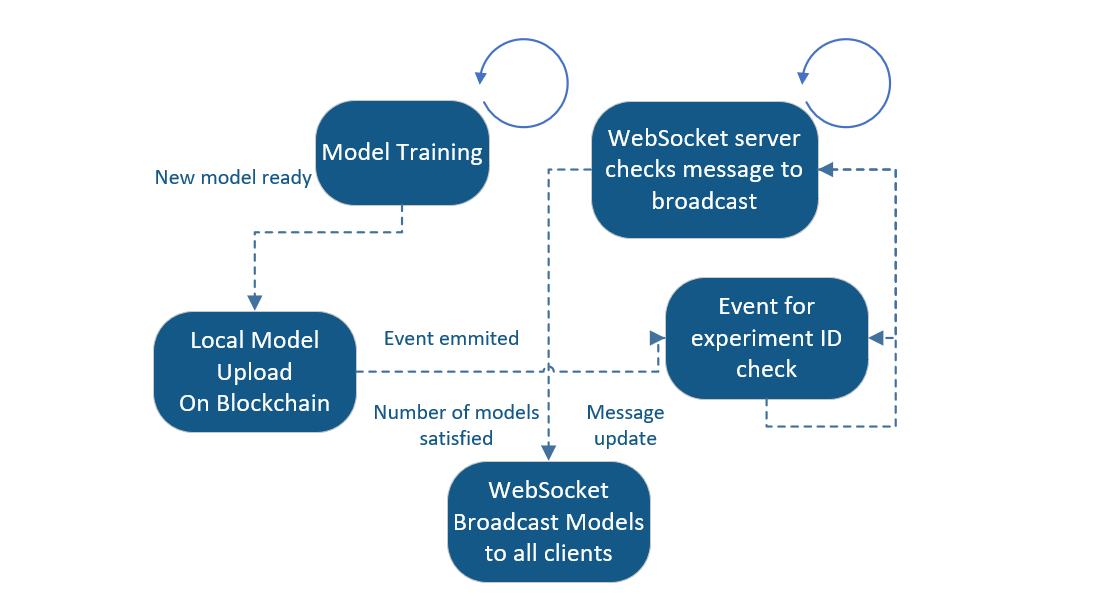 Model Training
WebSocket server
checks message to
broadcast
New model ready
Event for
experiment ID
check
Local Model
Upload
On Blockchain
Event emmited
Number of models
satisfied
Message
update
WebSocket
Broadcast Models
to all clients